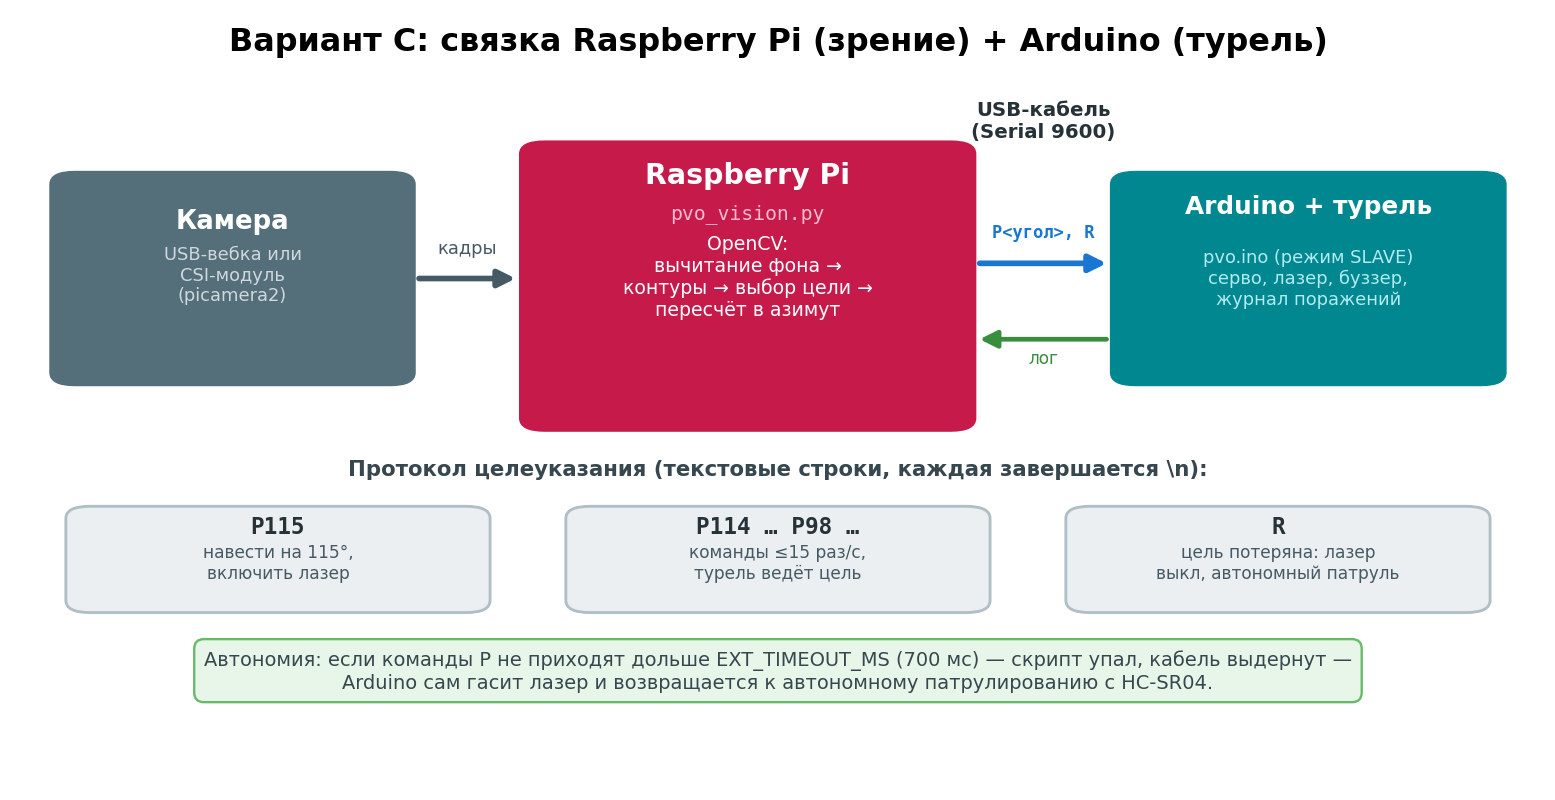 Вариант C: связка Raspberry Pi (зрение) + Arduino (турель)
USB-кабель
(Serial 9600)
Камера
USB-вебка или
CSI-модуль
(picamera2)
кадры
Raspberry Pi
pvo_vision.py
OpenCV:
вычитание фона →
контуры → выбор цели →
пересчёт в азимут
P<угол>, R
лог
Arduino + турель
pvo.ino (режим SLAVE)
серво, лазер, буззер,
журнал поражений
Протокол целеуказания (текстовые строки, каждая завершается \n):
P115
навести на 115°,
включить лазер
P114 … P98 …
команды ≤15 раз/с,
турель ведёт цель
R
цель потеряна: лазер
выкл, автономный патруль
Автономия: если команды P не приходят дольше EXT_TIMEOUT_MS (700 мс) — скрипт упал, кабель выдернут —
Arduino сам гасит лазер и возвращается к автономному патрулированию с HC-SR04.